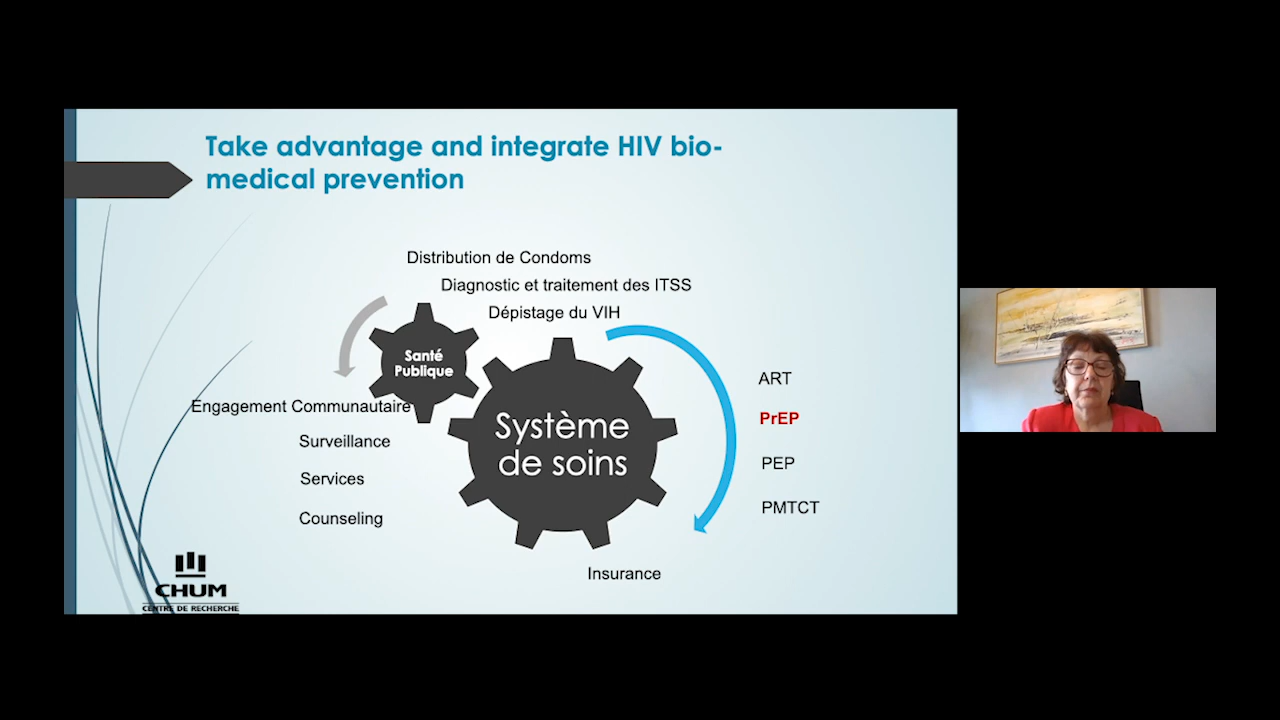 Take advantage and integrate HIV bio-
medical prevention
Distribution de Condoms
Diagnostic et traitement des ITSS
Dépistage du VIH
Santé
Publique
Engagement Communautaire
Surveillance
Services
Counseling
Système
de soins
ART
PrEP
PEP
PMTCT
Insurance
CHUM
CENTRE DE RECHERCHE